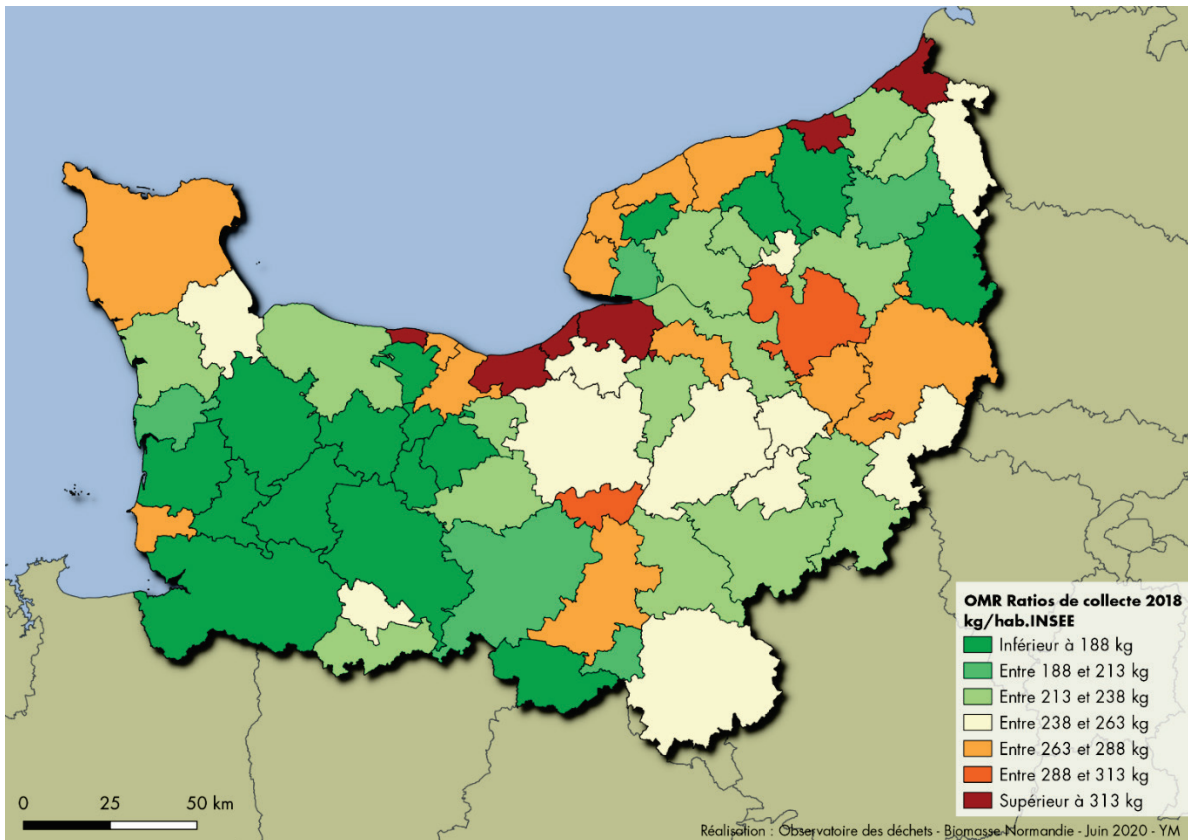 OMR Ratios de collecte 2018
kg/hab.INSEE
Inférieur à 188 kg
Entre 188 et 213 kg
Entre 213 et 238 kg
Entre 238 et 263 kg
Entre 263 et 288 kg
Entre 288 et 313 kg
Supérieur à 313 kg
0 25 50 km
Réalisation : Observatoire des déchets - Biomasse Normandie - Juin 2020 - YM